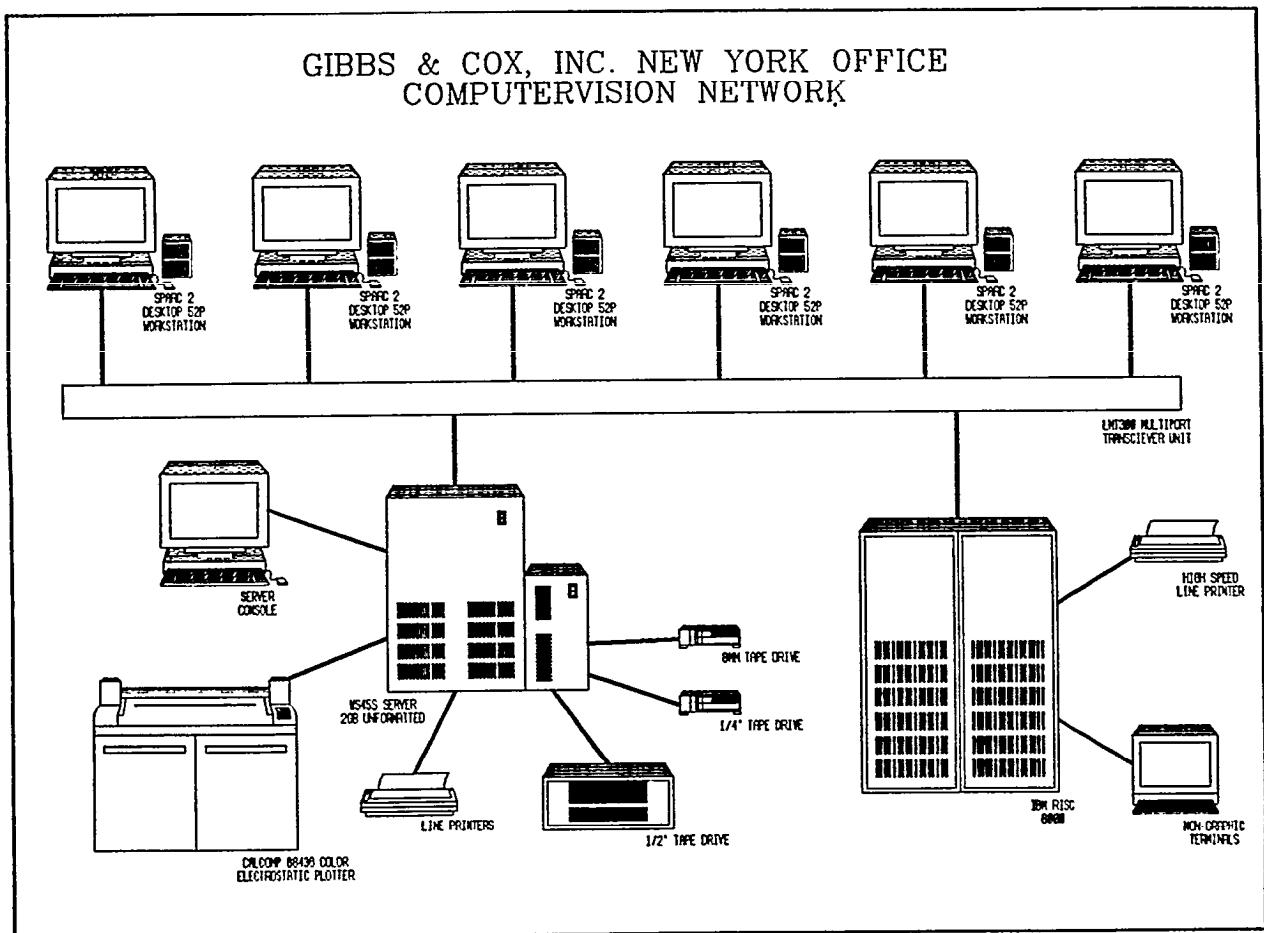 GIBBS & COX, INC. NEW YORK OFFICE
COMPUTERVISION NETWORK
SPARC 2
DESKTOP 52P
WORKSTATION
SPARC 2
DESKTOP 52P
WORKSTATION
SPARC 2
DESKTOP 52P
WORKSTATION
SPARC 2
DESKTOP 52P
WORKSTATION
SPARC 2
DESKTOP 52P
WORKSTATION
SPARC 2
DESKTOP 52P
WORKSTATION
LMT300 MULTIPORT
TRANSCIEVER UNIT
SERVER
CONSOLE
HIGH SPEED
LINE PRINTER
8MM TAPE DRIVE
SERVER
2GB UNFORMATTED
1/4" TAPE DRIVE
IBM RISC
LINE PRINTERS
1/2" TAPE DRIVE
NON-GRAPHIC
TERMINALS
CALCOMP COLOR
ELECTROSTATIC PLOTTER